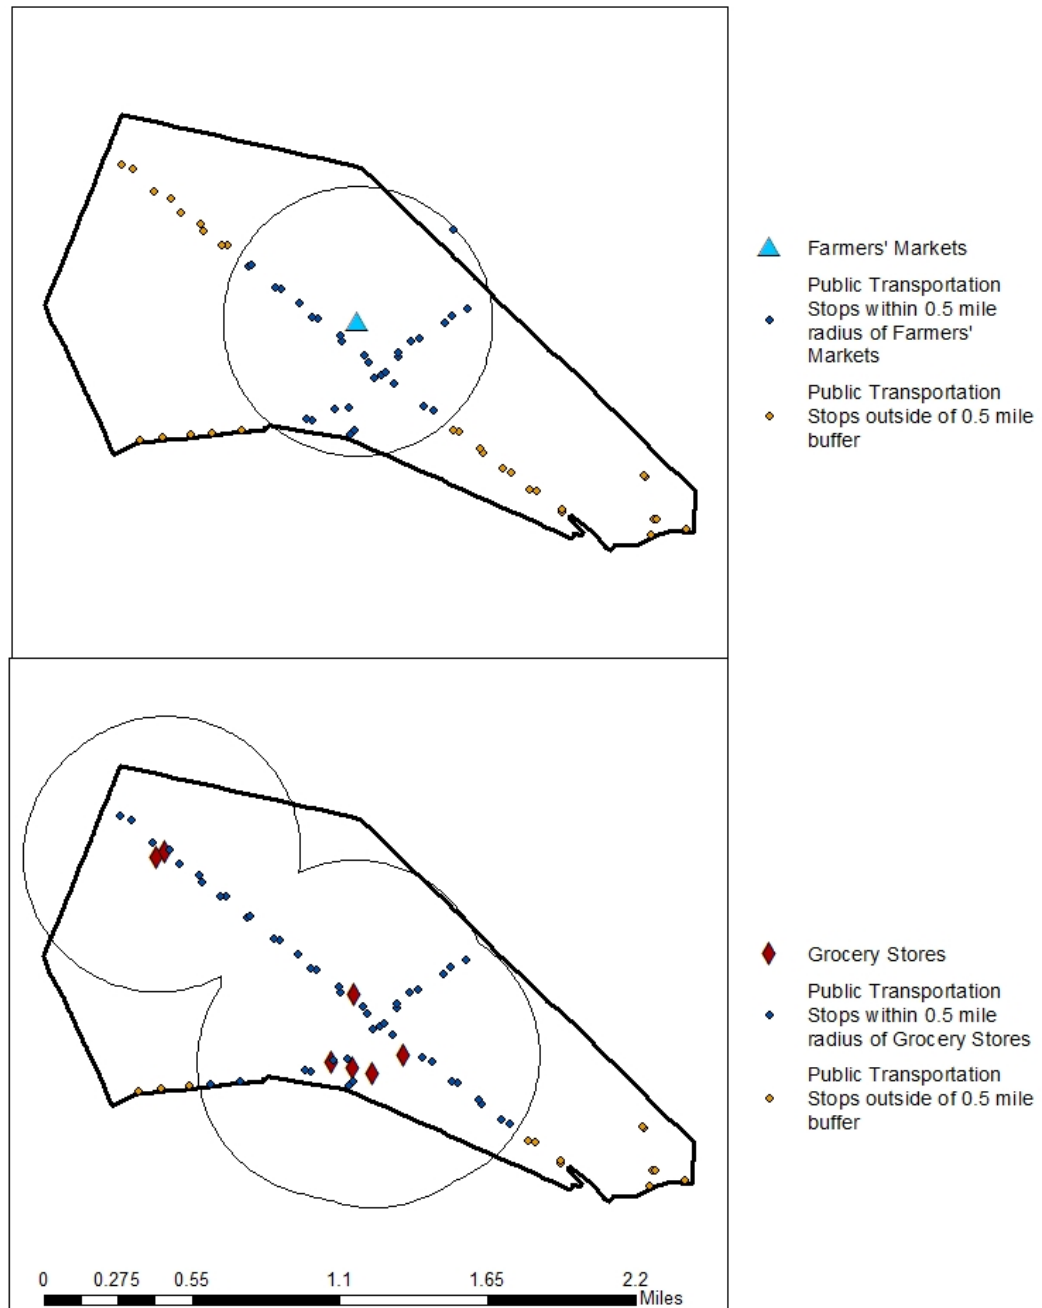 Farmers' Markets
Public Transportation
Stops within 0.5 mile
radius of Farmers'
Markets
Public Transportation
Stops outside of 0.5 mile
buffer
Grocery Stores
Public Transportation
Stops within 0.5 mile
radius of Grocery Stores
Public Transportation
Stops outside of 0.5 mile
buffer
0 0.275 0.55 1.1 1.65 2.2
Miles